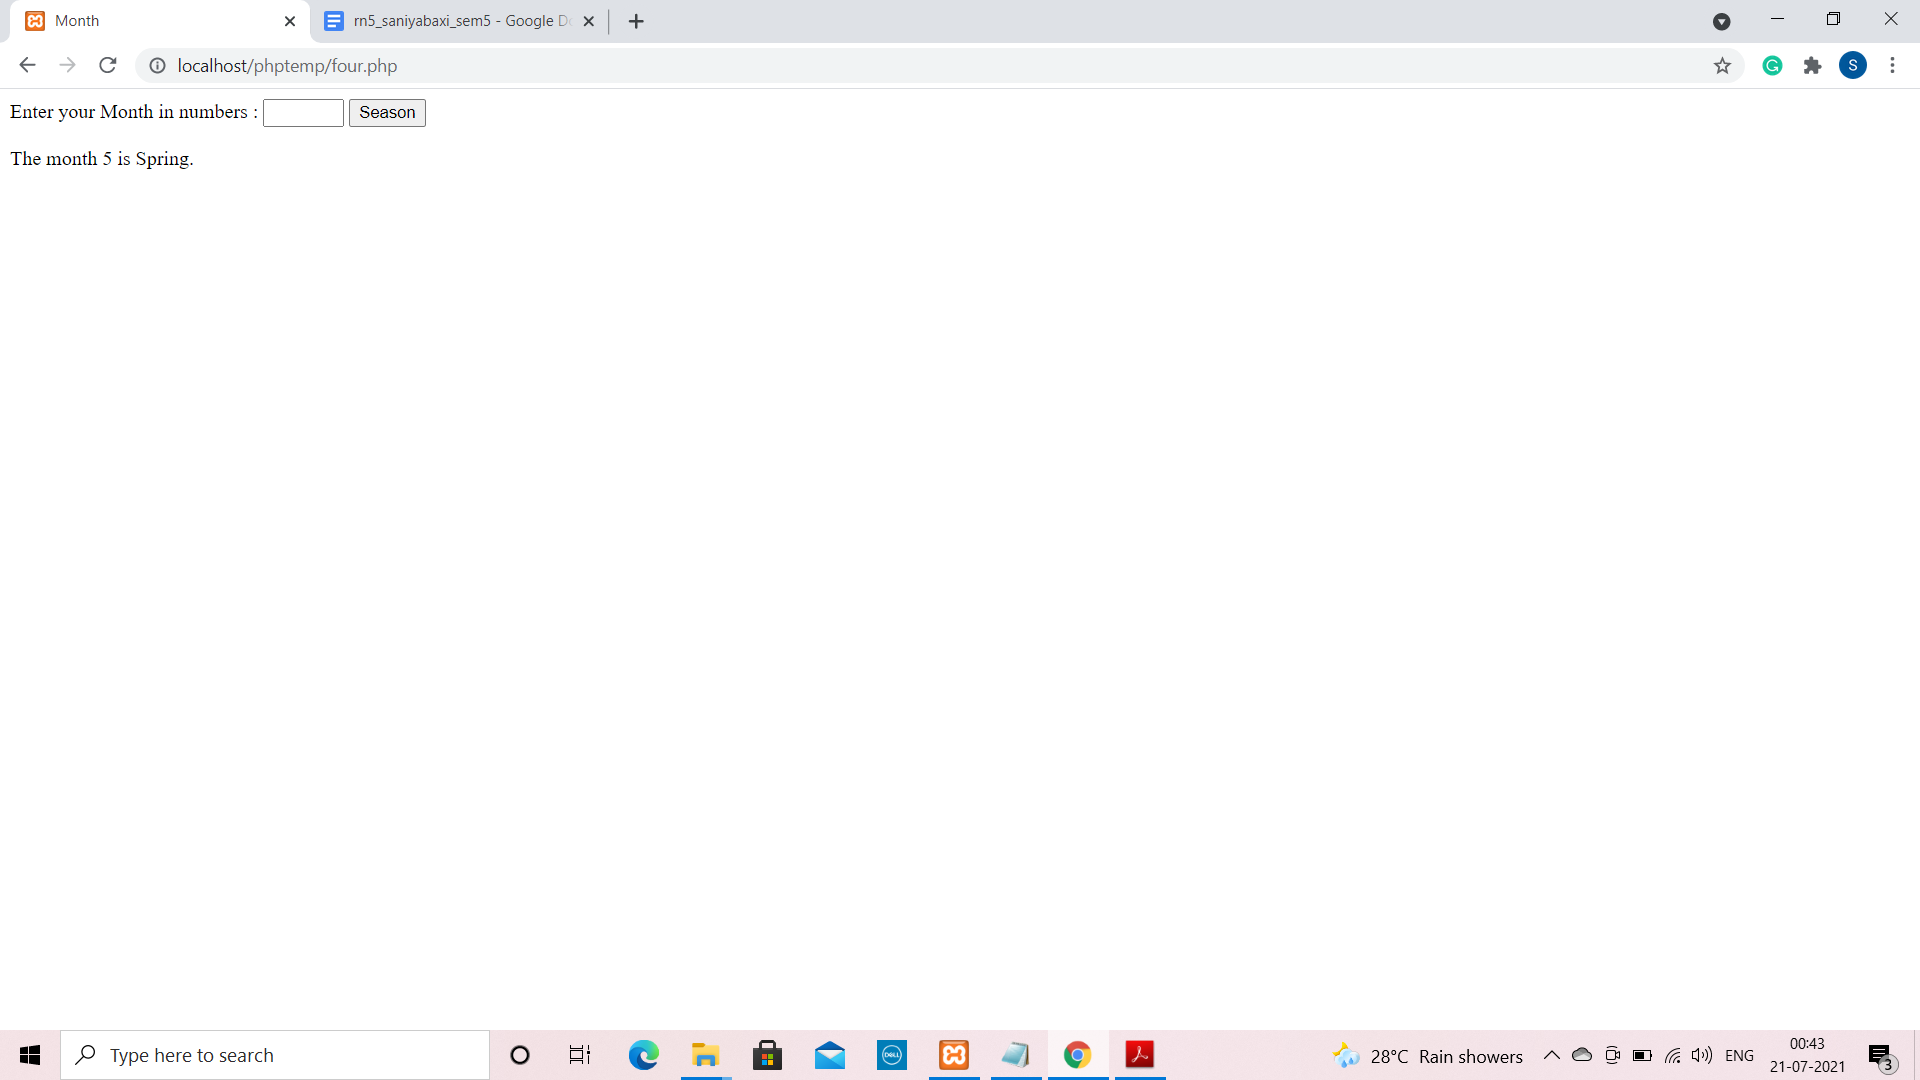 Month
rn5_saniyabaxi_sem5 - Google D
localhost/phptemp/four.php
S
Enter your Month in numbers :
Season
The month 5 is Spring.
Type here to search
DELL
28°C Rain showers
ENG
00:43
21-07-2021
3